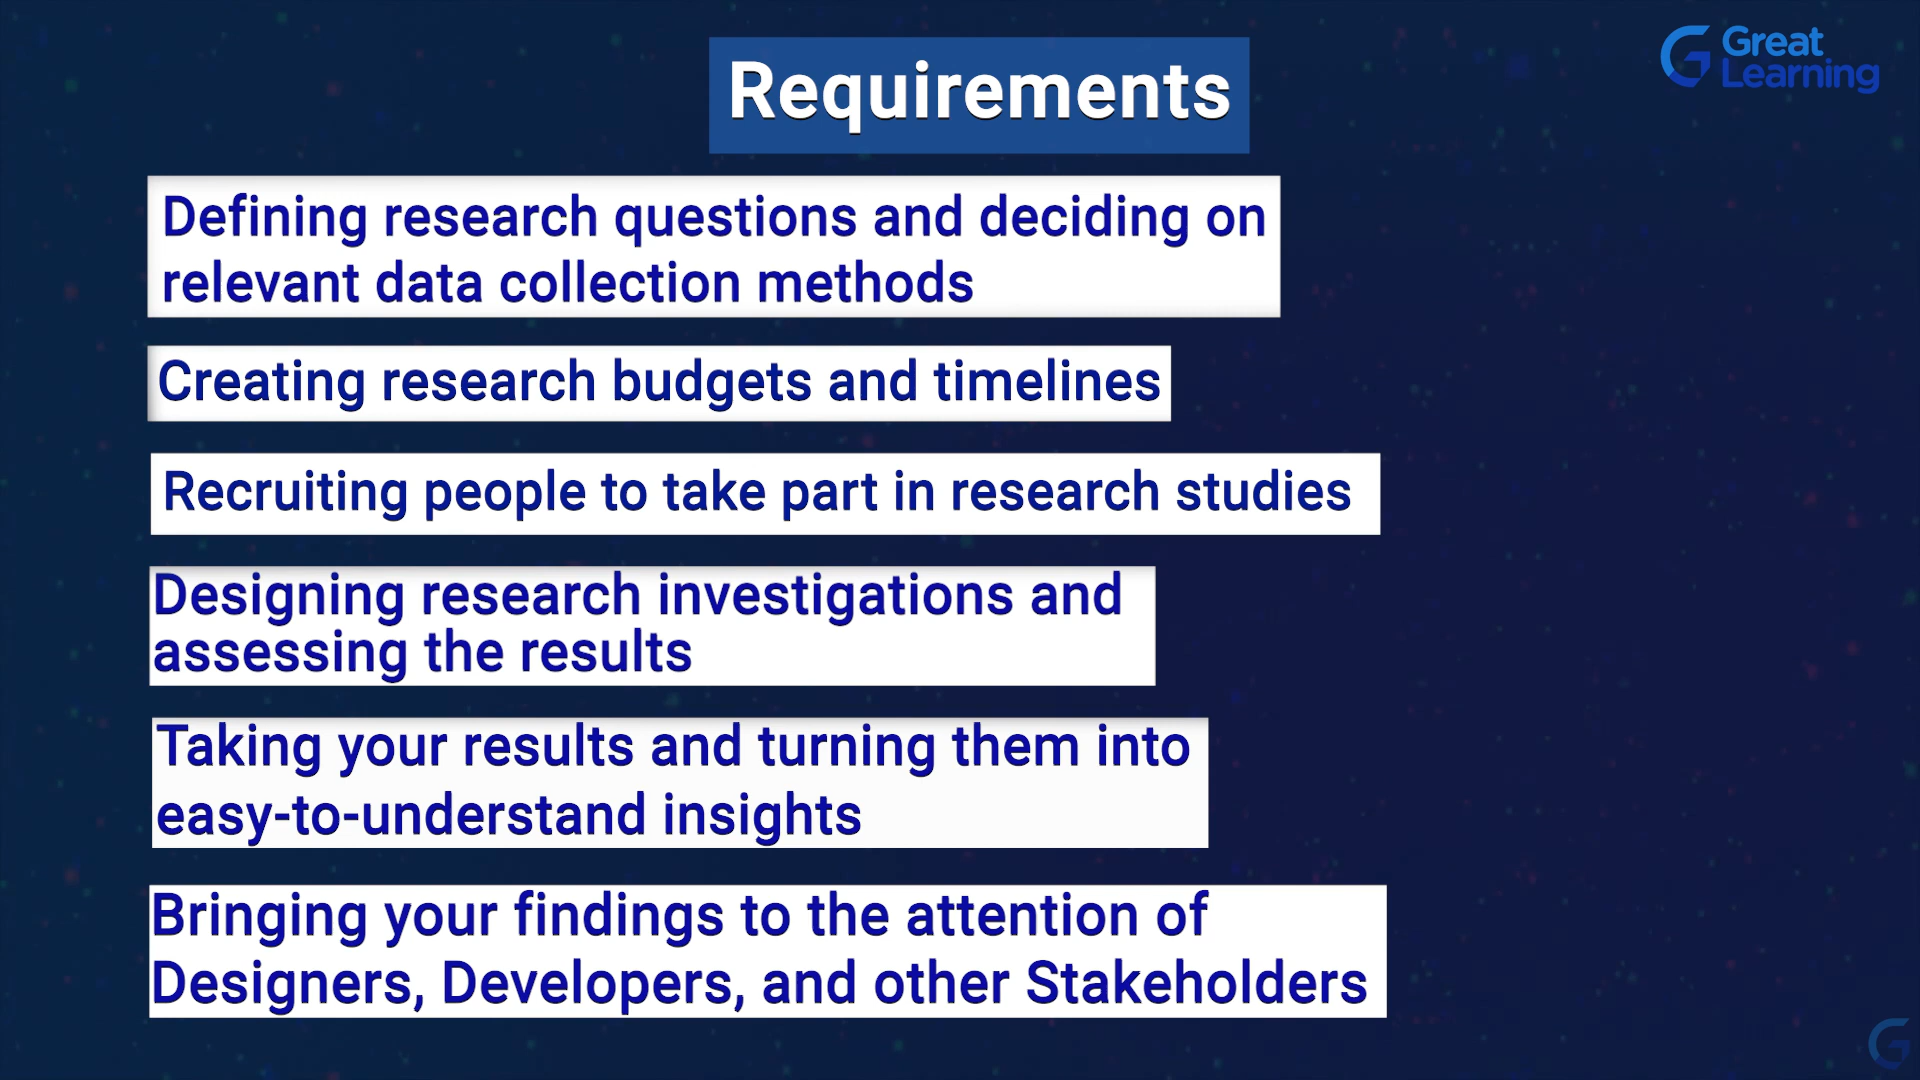 Requirements
Great
Learning
Defining research questions and deciding on
relevant data collection methods
Creating research budgets and timelines
Recruiting people to take part in research studies
Designing research investigations and
assessing the results
Taking your results and turning them into
easy-to-understand insights
Bringing your findings to the attention of
Designers, Developers, and other Stakeholders